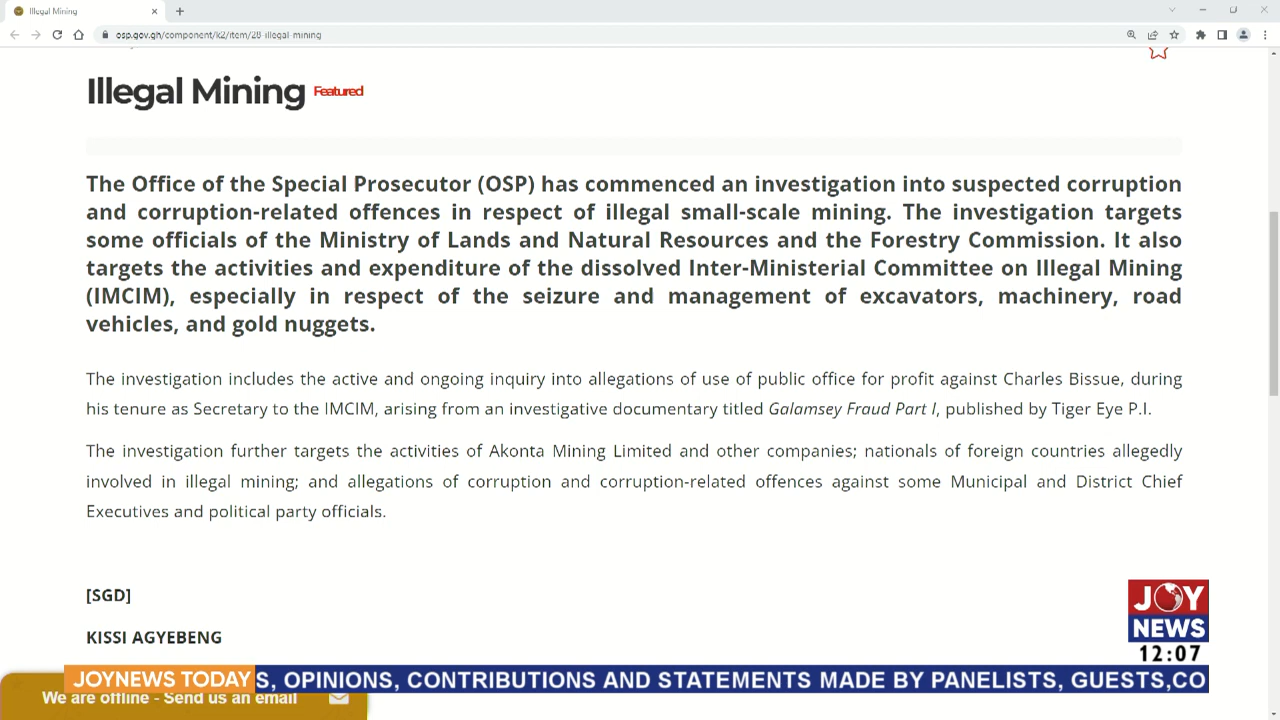 Illegal Mining
osp.gov.gh/component/k2/item/28-illegal-mining
Illegal Mining Featured
The Office of the Special Prosecutor (OSP) has commenced an investigation into suspected corruption
and corruption-related offences in respect of illegal small-scale mining. The investigation targets
some officials of the Ministry of Lands and Natural Resources and the Forestry Commission. It also
targets the activities and expenditure of the dissolved Inter-Ministerial Committee on Illegal Mining
(IMCIM), especially in respect of the seizure and management of excavators, machinery, road
vehicles, and gold nuggets.
The investigation includes the active and ongoing inquiry into allegations of use of public office for profit against Charles Bissue, during
his tenure as Secretary to the IMCIM, arising from an investigative documentary titled Galamsey Fraud Part I, published by Tiger Eye P.I.
The investigation further targets the activities of Akonta Mining Limited and other companies; nationals of foreign countries allegedly
involved in illegal mining; and allegations of corruption and corruption-related offences against some Municipal and District Chief
Executives and political party officials.
[SGD]
KISSI AGYEBENG
JOY
NEWS
12:07
JOYNEWS TODAY S, OPINIONS, CONTRIBUTIONS AND STATEMENTS MADE BY PANELISTS, GUESTS,CO
We are offline - Send us an email